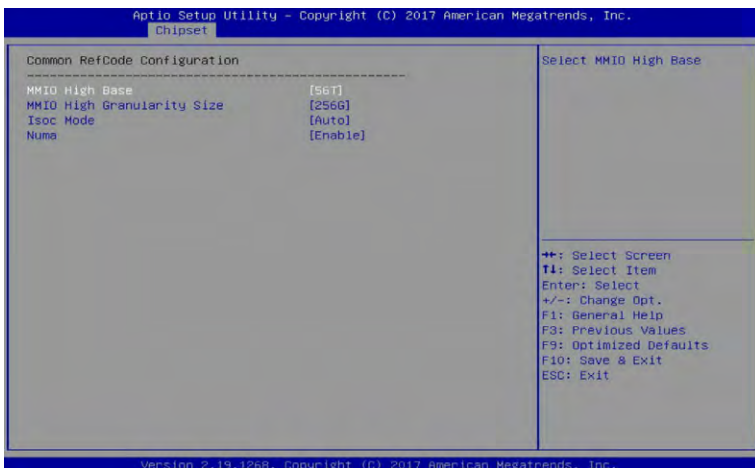 Aptio Setup Utility – Copyright (C) 2017 American Megatrends, Inc.
Chipset
Common RefCode Configuration
----------------------------------------------------
MMIO High Base [56T]
MMIO High Granularity Size [256G]
Isoc Mode [Auto]
Numa [Enable]
Select MMIO High Base
→←: Select Screen
↑↓: Select Item
Enter: Select
+/-: Change Opt.
F1: General Help
F3: Previous Values
F9: Optimized Defaults
F10: Save & Exit
ESC: Exit
Version 2.19.1268. Copyright (C) 2017 American Megatrends, Inc.